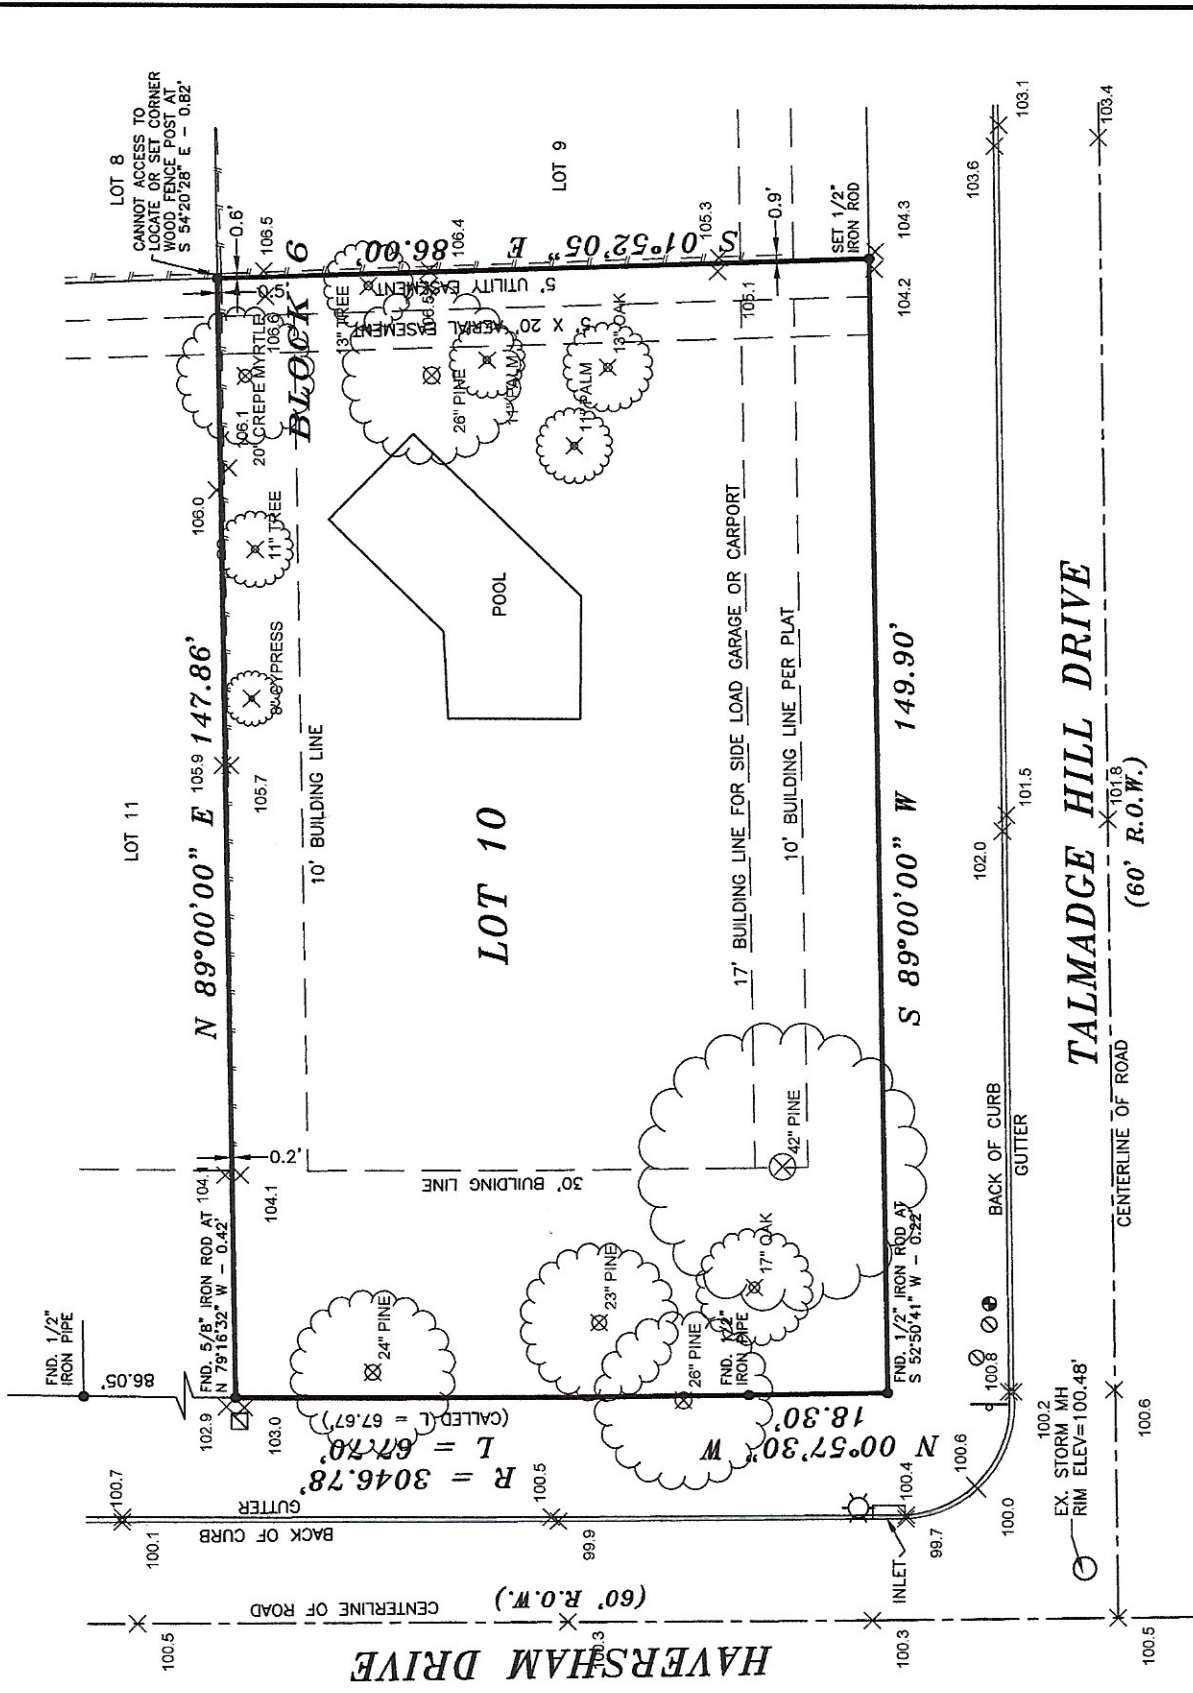 LOT 8
CANNOT ACCESS TO
LOCATE OR SET CORNER
WOOD FENCE POST AT
S 54°20'28" E - 0.82'
LOT 11
N 89°00'00" E 147.86'
FND. 1/2"
IRON PIPE
86.05'
FND. 5/8" IRON ROD AT
N 79°16'32" W - 0.42'
102.9
103.0
104.1
104.1
0.2'
105.9
105.7
106.0
106.1
20" CREPE MYRTLE
106.6
106.5
0.6'
0.5'
11" TREE
8" CYPRESS
10' BUILDING LINE
BLOCK 9
13" TREE
106.5
106.4
86.00'
S 01°52'05" E
5' UTILITY EASEMENT
5' X 20' AERIAL EASEMENT
LOT 9
26" PINE
11" PALM
11" PALM
13" OAK
POOL
LOT 10
105.3
105.1
0.9'
SET 1/2"
IRON ROD
104.3
104.2
17' BUILDING LINE FOR SIDE LOAD GARAGE OR CARPORT
10' BUILDING LINE PER PLAT
30' BUILDING LINE
42" PINE
17" OAK
23" PINE
24" PINE
26" PINE
FND. 1/2"
IRON PIPE
FND. 1/2" IRON ROD AT
S 52°50'41" W - 0.22'
S 89°00'00" W 149.90'
(CALLED L = 67.67')
L = 67.70'
R = 3046.78'
18.30'
N 00°57'30" W
100.7
100.1
GUTTER
BACK OF CURB
100.5
99.9
100.4
99.7
INLET
100.6
100.0
100.8
100.2
BACK OF CURB
GUTTER
102.0
101.5
103.6
103.1
103.4
101.8
TALMADGE HILL DRIVE
(60' R.O.W.)
CENTERLINE OF ROAD
100.6
EX. STORM MH
RIM ELEV=100.48'
100.5
100.3
100.3
100.5
CENTERLINE OF ROAD
(60' R.O.W.)
HAVERSHAM DRIVE